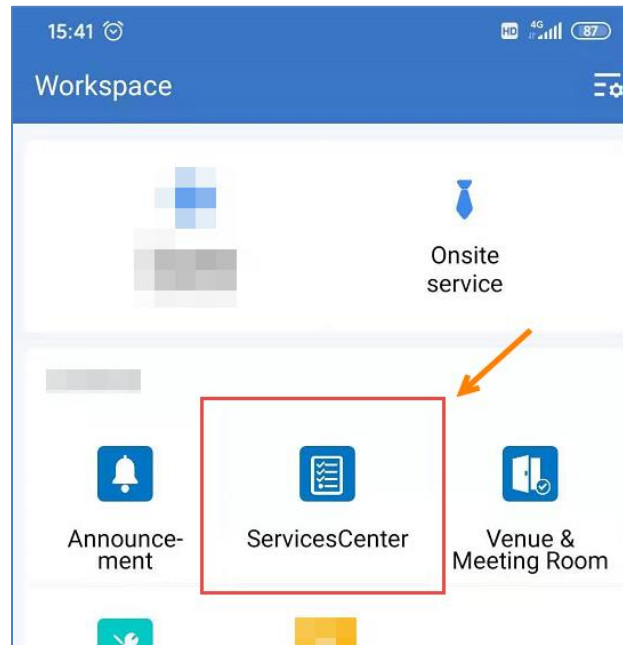 15:41
HD 4G 87
Workspace
Onsite
service
Announce-
ment
ServicesCenter
Venue &
Meeting Room